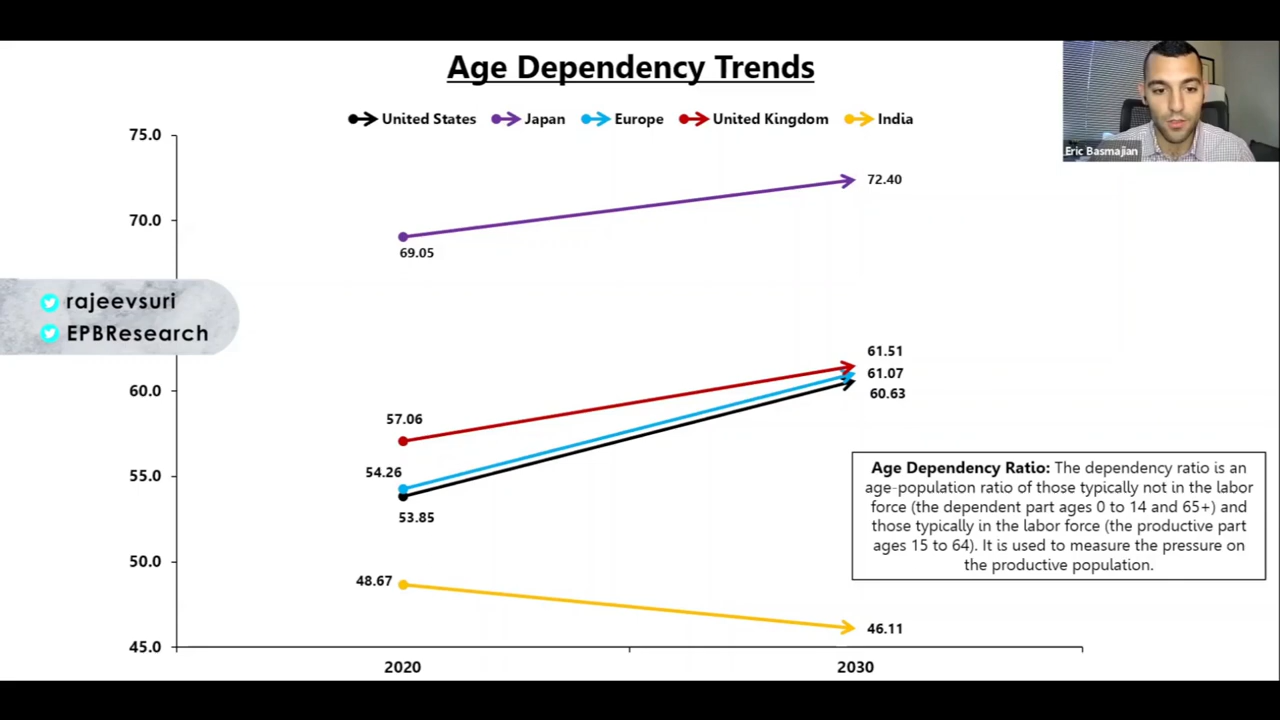 Age Dependency Trends
United States
Japan
Europe
United Kingdom
India
Eric Basmajian
75.0
70.0
60.0
55.0
50.0
45.0
rajeevsuri
EPBResearch
72.40
69.05
61.51
61.07
60.63
57.06
54.26
53.85
48.67
46.11
Age Dependency Ratio: The dependency ratio is an
age-population ratio of those typically not in the labor
force (the dependent part ages 0 to 14 and 65+) and
those typically in the labor force (the productive part
ages 15 to 64). It is used to measure the pressure on
the productive population.
2020
2030